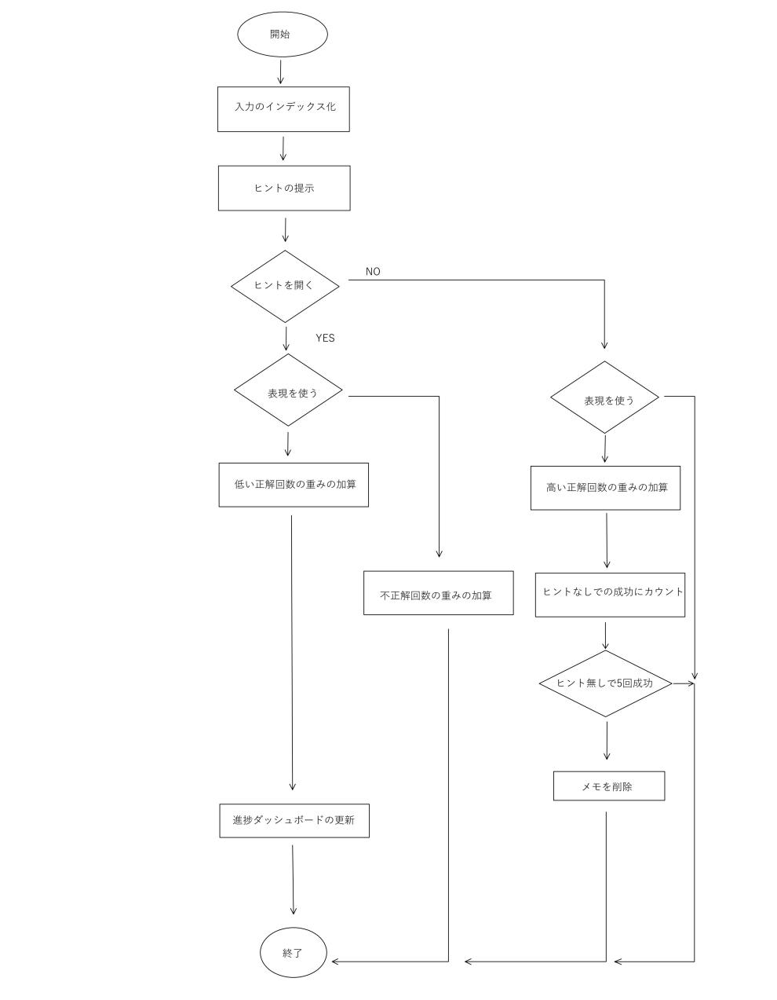 開始
入力のインデックス化
ヒントの提示
ヒントを開く
NO
YES
表現を使う
表現を使う
低い正解回数の重みの加算
高い正解回数の重みの加算
不正解回数の重みの加算
ヒントなしでの成功にカウント
ヒント無しで5回成功
メモを削除
進捗ダッシュボードの更新
終了